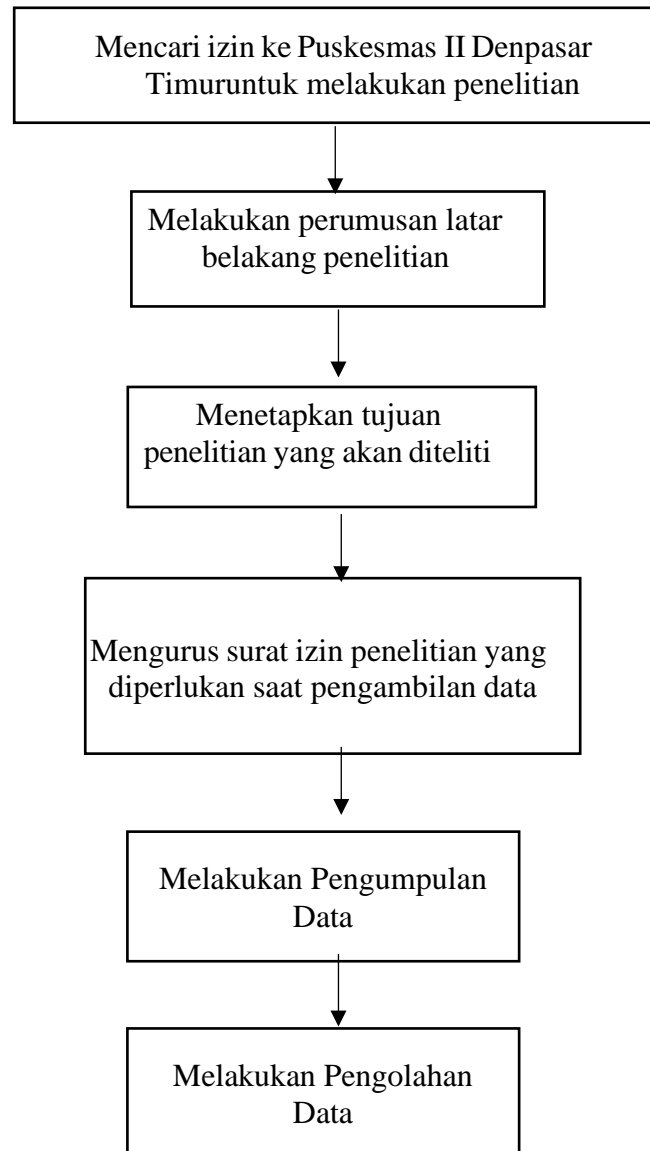 Mencari izin ke Puskesmas II Denpasar
Timuruntuk melakukan penelitian
Melakukan perumusan latar
belakang penelitian
Menetapkan tujuan
penelitian yang akan diteliti
Mengurus surat izin penelitian yang
diperlukan saat pengambilan data
Melakukan Pengumpulan
Data
Melakukan Pengolahan
Data